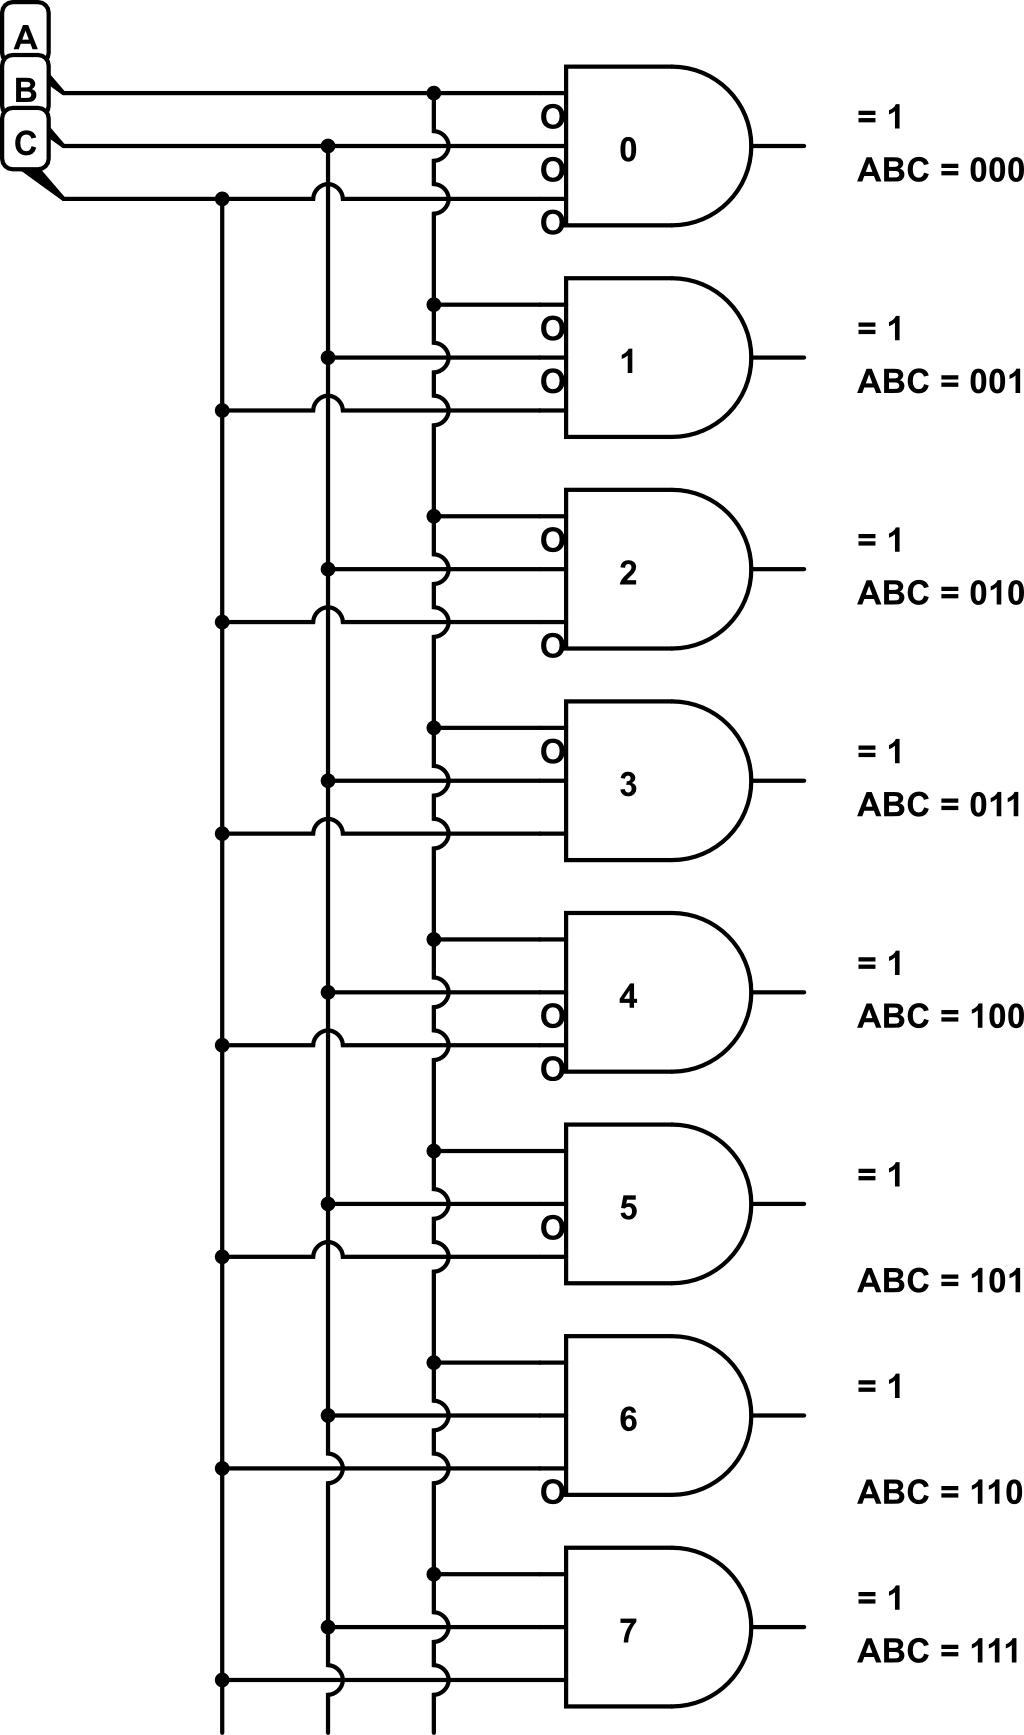 A
B
C
O
O
O
0
= 1
ABC = 000
O
O
1
= 1
ABC = 001
O
O
2
= 1
ABC = 010
O
3
= 1
ABC = 011
O
O
4
= 1
ABC = 100
O
5
= 1
ABC = 101
O
6
= 1
ABC = 110
7
= 1
ABC = 111